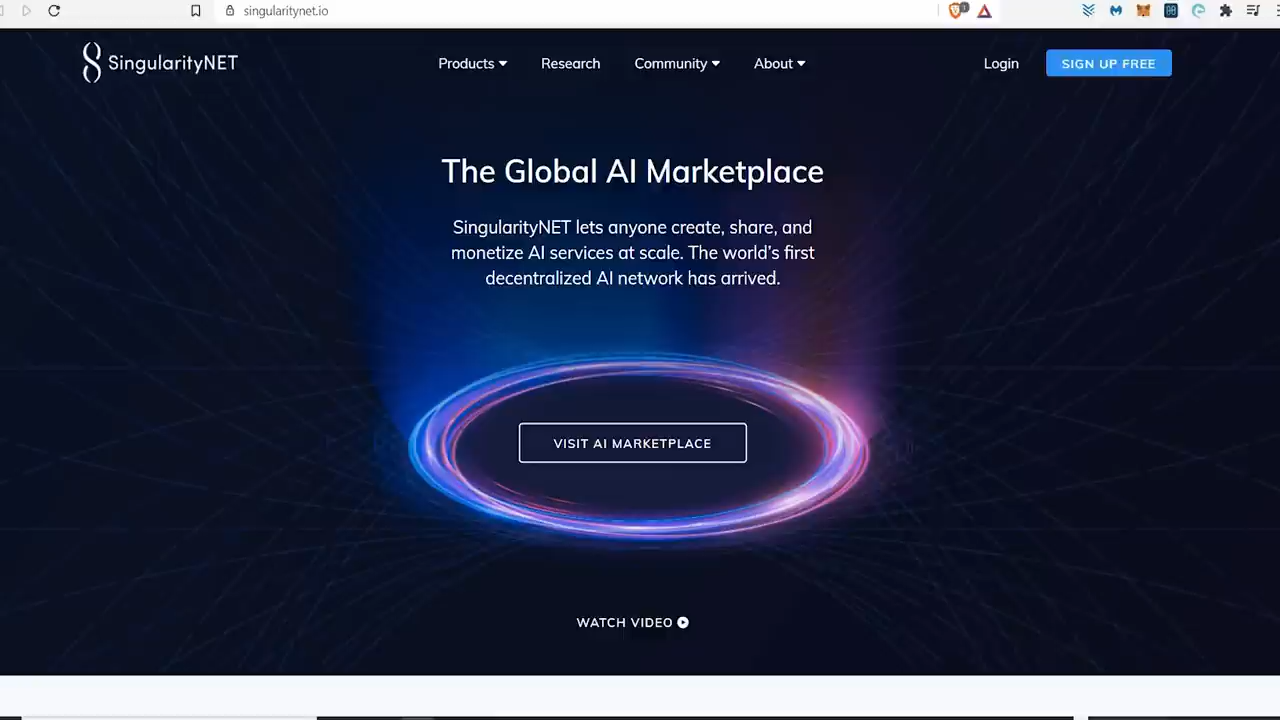 singularitynet.io
SingularityNET
Products
Research
Community
About
Login
SIGN UP FREE
The Global AI Marketplace
SingularityNET lets anyone create, share, and
monetize AI services at scale. The world's first
decentralized AI network has arrived.
VISIT AI MARKETPLACE
WATCH VIDEO